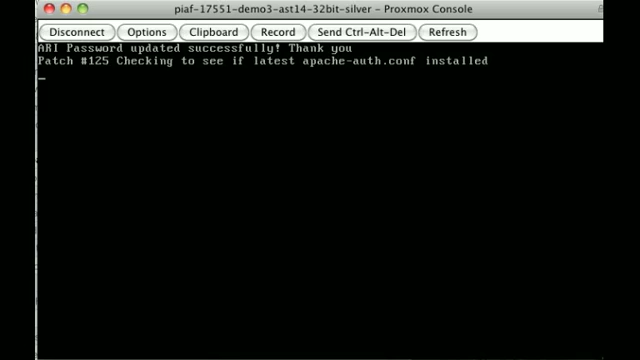 piaf-17551-demo3-ast14-32bit-silver - Proxmox Console
Disconnect Options Clipboard Record Send Ctrl-Alt-Del Refresh
ARI Password updated successfully! Thank you
Patch #125 Checking to see if latest apache-auth.conf installed
_